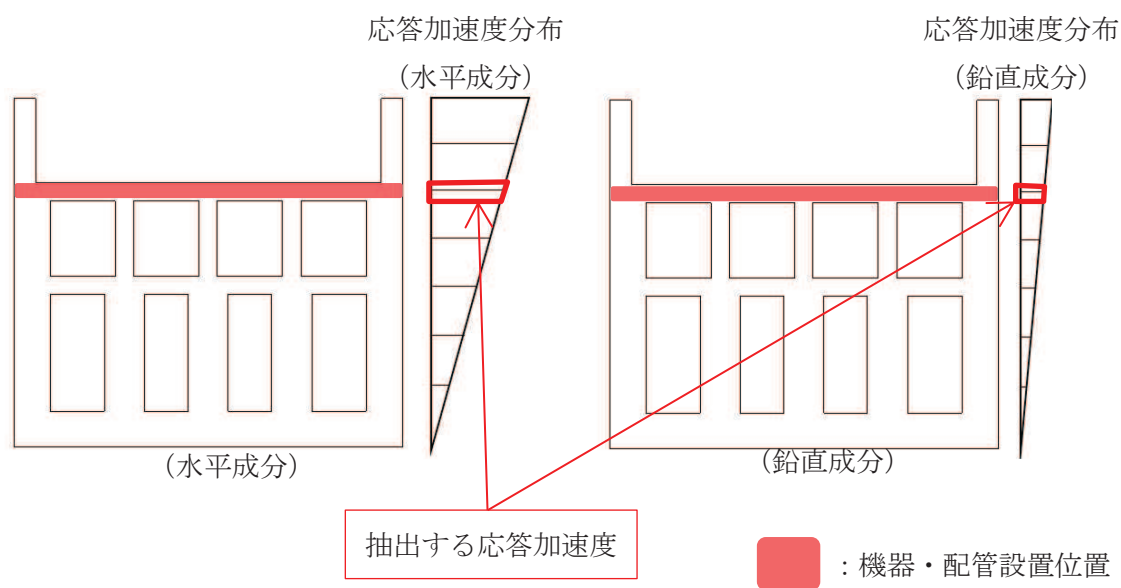 応答加速度分布
（水平成分）
応答加速度分布
（鉛直成分）
（水平成分）
（鉛直成分）
抽出する応答加速度
：機器・配管設置位置